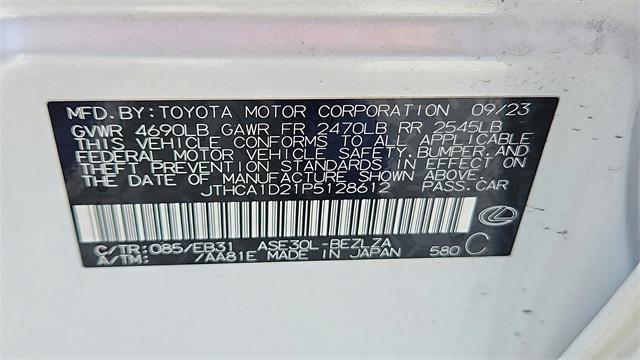 MFD. BY: TOYOTA MOTOR CORPORATION 09/23
GVWR 4690LB GAWR FR 2470LB RR 2545LB
THIS VEHICLE CONFORMS TO ALL APPLICABLE
FEDERAL MOTOR VEHICLE SAFETY, BUMPER, AND
THEFT PREVENTION STANDARDS IN EFFECT ON
THE DATE OF MANUFACTURE SHOWN ABOVE.
JTHCA1D21P5128612 PASS. CAR
C/TR: 085/EB31 ASE30L-BEZLZA 580 C
A/TM: /AA81E MADE IN JAPAN